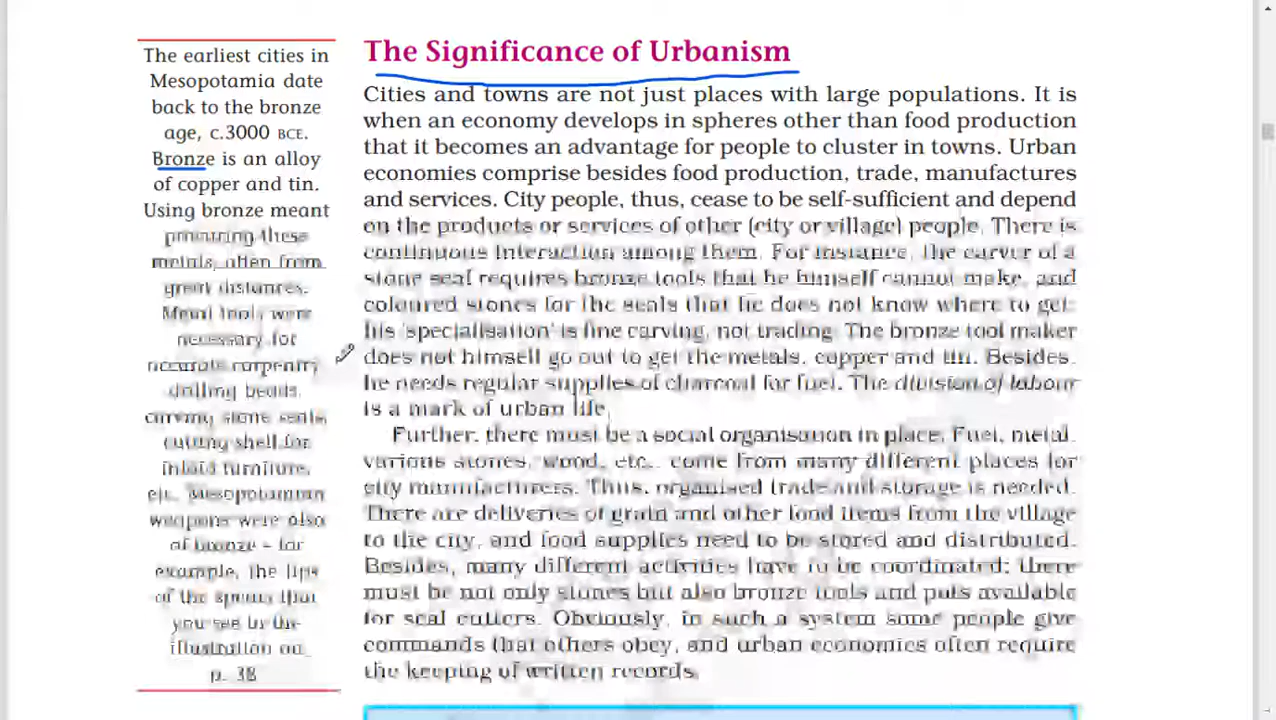 The earliest cities in
Mesopotamia date
back to the bronze
age, c.3000 BCE.
Bronze is an alloy
of copper and tin.
Using bronze meant
procuring these
metals, often from
great distances.
Metal tools were
necessary for
accurate carpentry,
drilling beads,
carving stone seals,
cutting shell for
inlaid furniture,
etc. Mesopotamian
weapons were also
of bronze – for
example, the tips
of the spears that
you see in the
illustration on
p. 38
The Significance of Urbanism
Cities and towns are not just places with large populations. It is
when an economy develops in spheres other than food production
that it becomes an advantage for people to cluster in towns. Urban
economies comprise besides food production, trade, manufactures
and services. City people, thus, cease to be self-sufficient and depend
on the products or services of other (city or village) people. There is
continuous interaction among them. For instance, the carver of a
stone seal requires bronze tools that he himself cannot make, and
coloured stones for the seals that he does not know where to get:
his 'specialisation' is fine carving, not trading. The bronze tool maker
does not himself go out to get the metals, copper and tin. Besides,
he needs regular supplies of charcoal for fuel. The division of labour
is a mark of urban life.
Further, there must be a social organisation in place. Fuel, metal,
various stones, wood, etc., come from many different places for
city manufacturers. Thus, organised trade and storage is needed.
There are deliveries of grain and other food items from the village
to the city, and food supplies need to be stored and distributed.
Besides, many different activities have to be coordinated: there
must be not only stones but also bronze tools and pots available
for seal cutters. Obviously, in such a system some people give
commands that others obey, and urban economies often require
the keeping of written records.